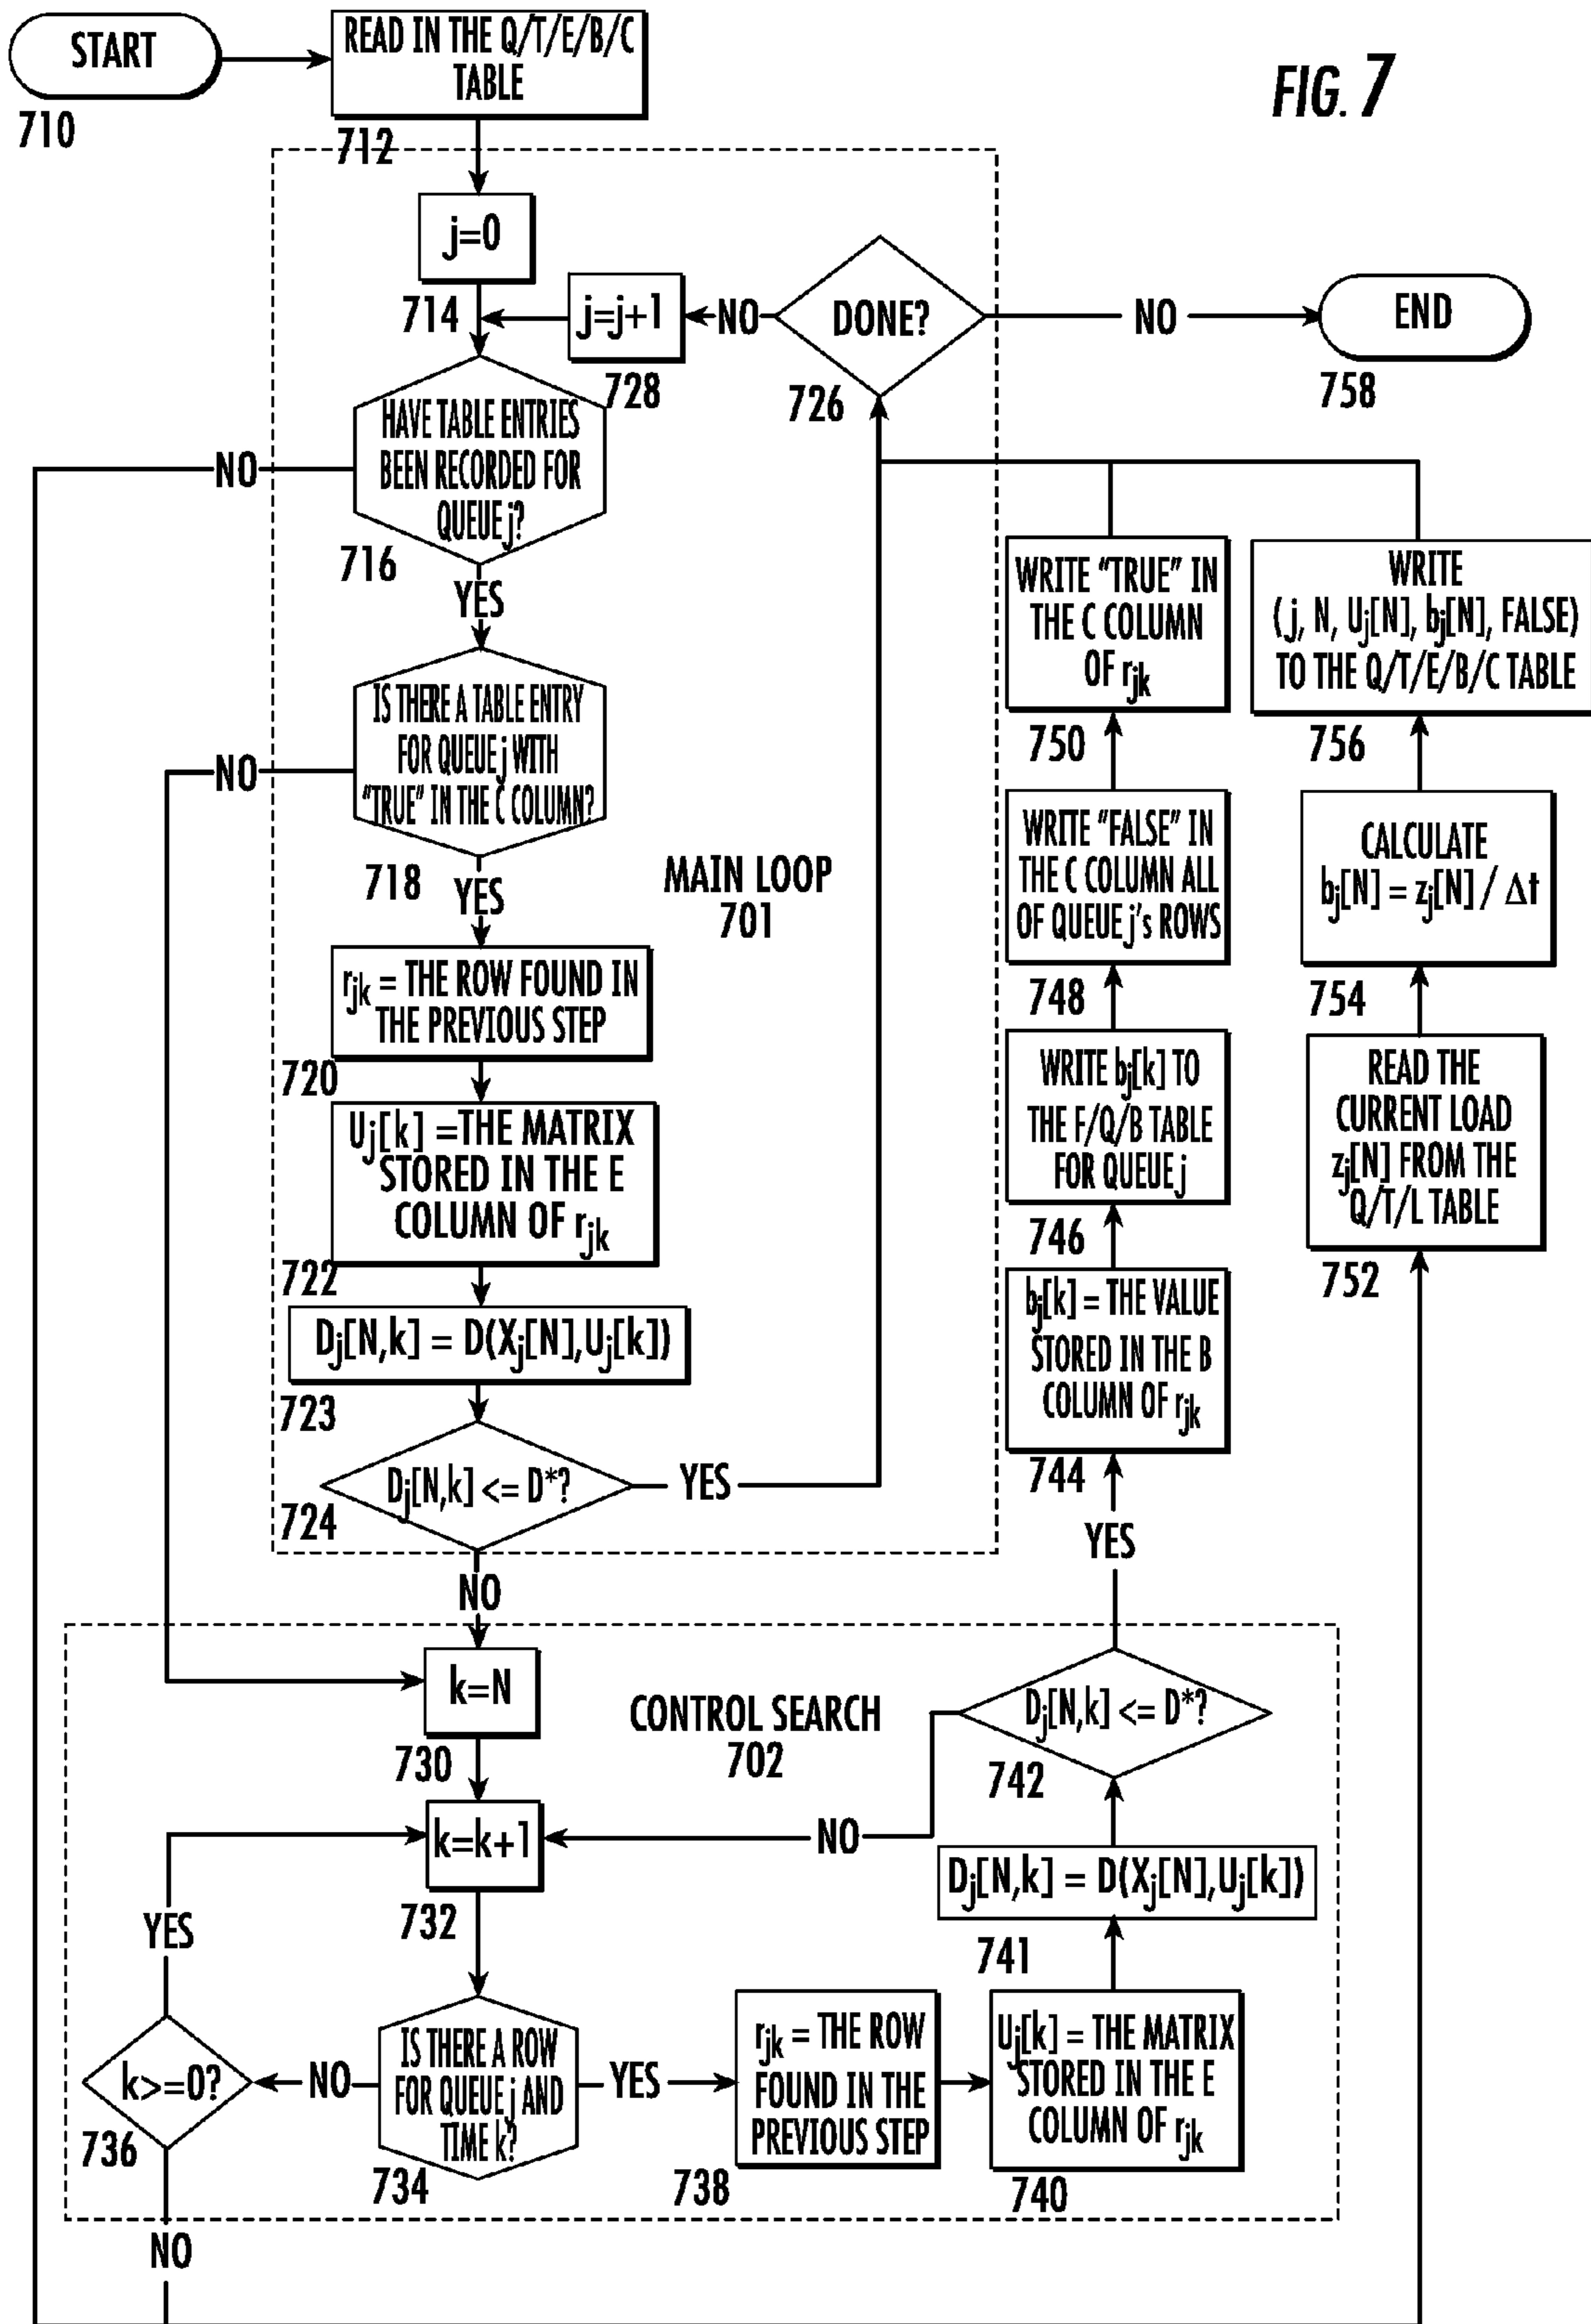 START
710
READ IN THE Q/T/E/B/C
TABLE
712
FIG. 7
j=0
714
j=j+1
728
NO
DONE?
726
NO
END
758
HAVE TABLE ENTRIES
BEEN RECORDED FOR
QUEUE j?
716
NO
YES
IS THERE A TABLE ENTRY
FOR QUEUE j WITH
"TRUE" IN THE C COLUMN?
718
NO
YES
MAIN LOOP
701
rjk = THE ROW FOUND IN
THE PREVIOUS STEP
720
Uj[k] =THE MATRIX
STORED IN THE E
COLUMN OF rjk
722
Dj[N,k] = D(Xj[N],Uj[k])
723
Dj[N,k] <= D*?
724
YES
NO
WRITE "TRUE" IN
THE C COLUMN
OF rjk
750
WRITE "FALSE" IN
THE C COLUMN ALL
OF QUEUE j's ROWS
748
WRITE bj[k] TO
THE F/Q/B TABLE
FOR QUEUE j
746
bj[k] = THE VALUE
STORED IN THE B
COLUMN OF rjk
744
YES
WRITE
(j, N, Uj[N], bj[N], FALSE)
TO THE Q/T/E/B/C TABLE
756
CALCULATE
bj[N] = zj[N] / Δt
754
READ THE
CURRENT LOAD
zj[N] FROM THE
Q/T/L TABLE
752
k=N
730
CONTROL SEARCH
702
Dj[N,k] <= D*?
742
k=k+1
732
NO
Dj[N,k] = D(Xj[N],Uj[k])
741
YES
k>=0?
736
NO
NO
IS THERE A ROW
FOR QUEUE j AND
TIME k?
734
YES
rjk = THE ROW
FOUND IN THE
PREVIOUS STEP
738
Uj[k] = THE MATRIX
STORED IN THE E
COLUMN OF rjk
740